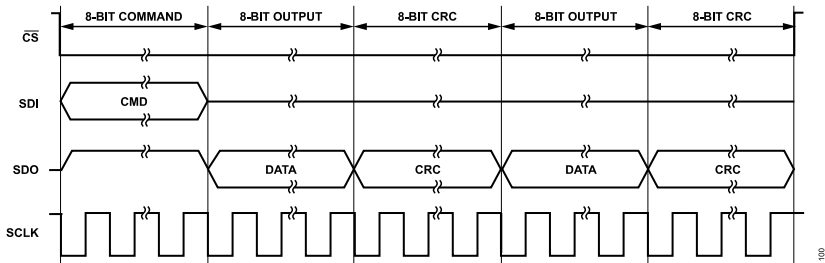 8-BIT COMMAND 8-BIT OUTPUT 8-BIT CRC 8-BIT OUTPUT 8-BIT CRC
CS
SDI CMD
SDO DATA CRC DATA CRC
SCLK
100